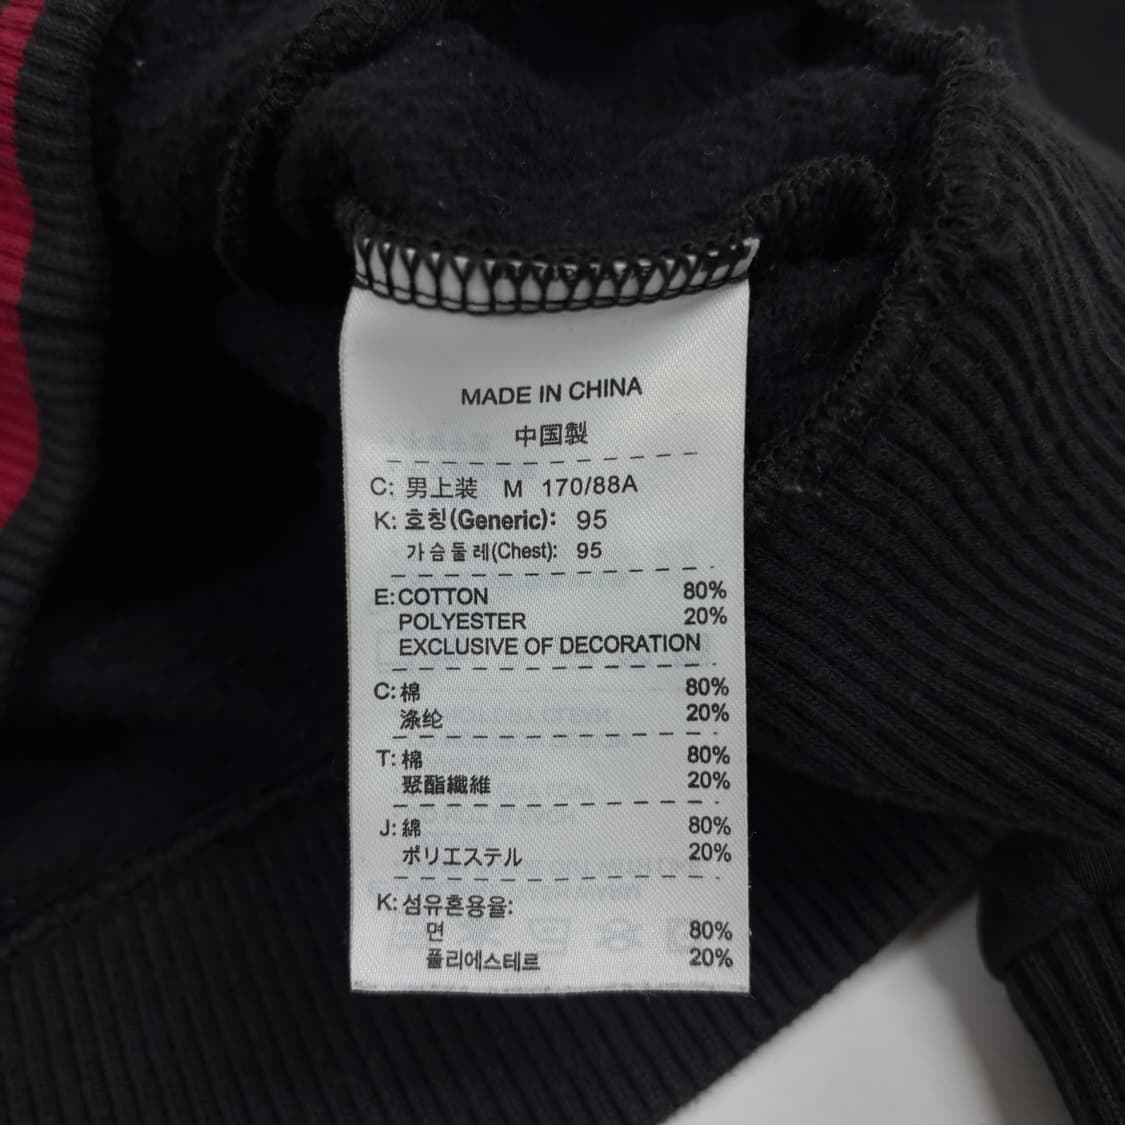 MADE IN CHINA
中国製
C: 男上装 M 170/88A
K: 호칭(Generic): 95
가슴둘레(Chest): 95
E: COTTON 80%
POLYESTER 20%
EXCLUSIVE OF DECORATION
C: 棉 80%
涤纶 20%
T: 棉 80%
聚酯纖維 20%
J: 綿 80%
ポリエステル 20%
K: 섬유혼용율:
면 80%
폴리에스테르 20%